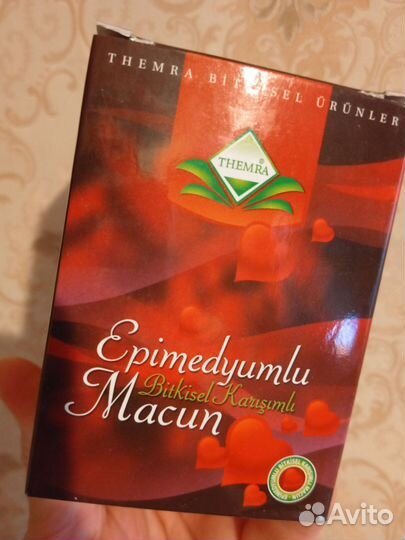 THEMRA BİTKİSEL ÜRÜNLER
THEMRA®
Epimedyumlu
Bitkisel Karışımlı
Macun
Avito